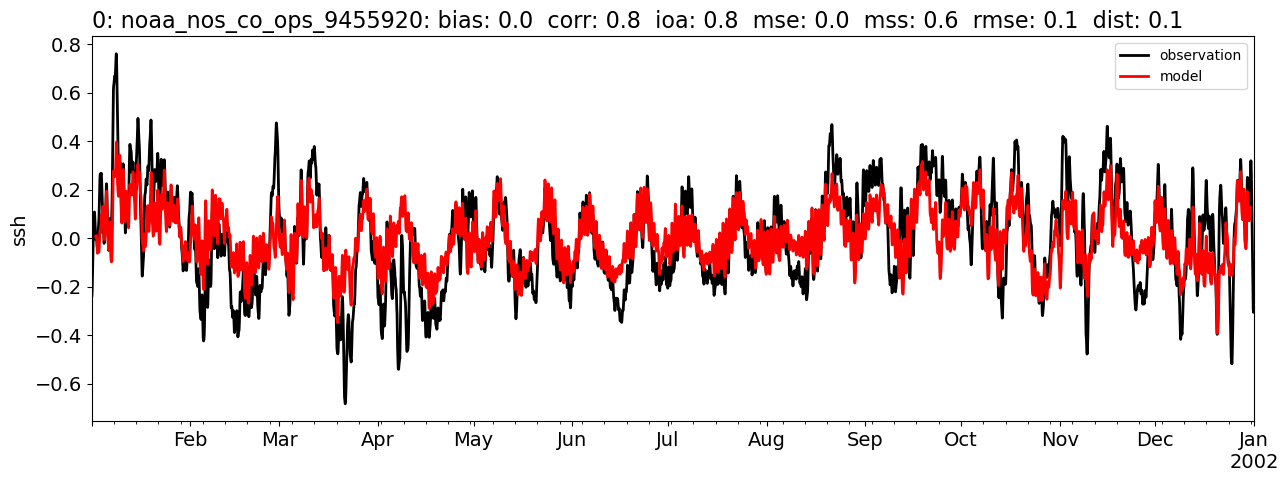 0: noaa_nos_co_ops_9455920: bias: 0.0  corr: 0.8  ioa: 0.8  mse: 0.0  mss: 0.6  rmse: 0.1  dist: 0.1
observation
model
ssh
0.8
0.6
0.4
0.2
0.0
−0.2
−0.4
−0.6
Feb Mar Apr May Jun Jul Aug Sep Oct Nov Dec Jan
2002